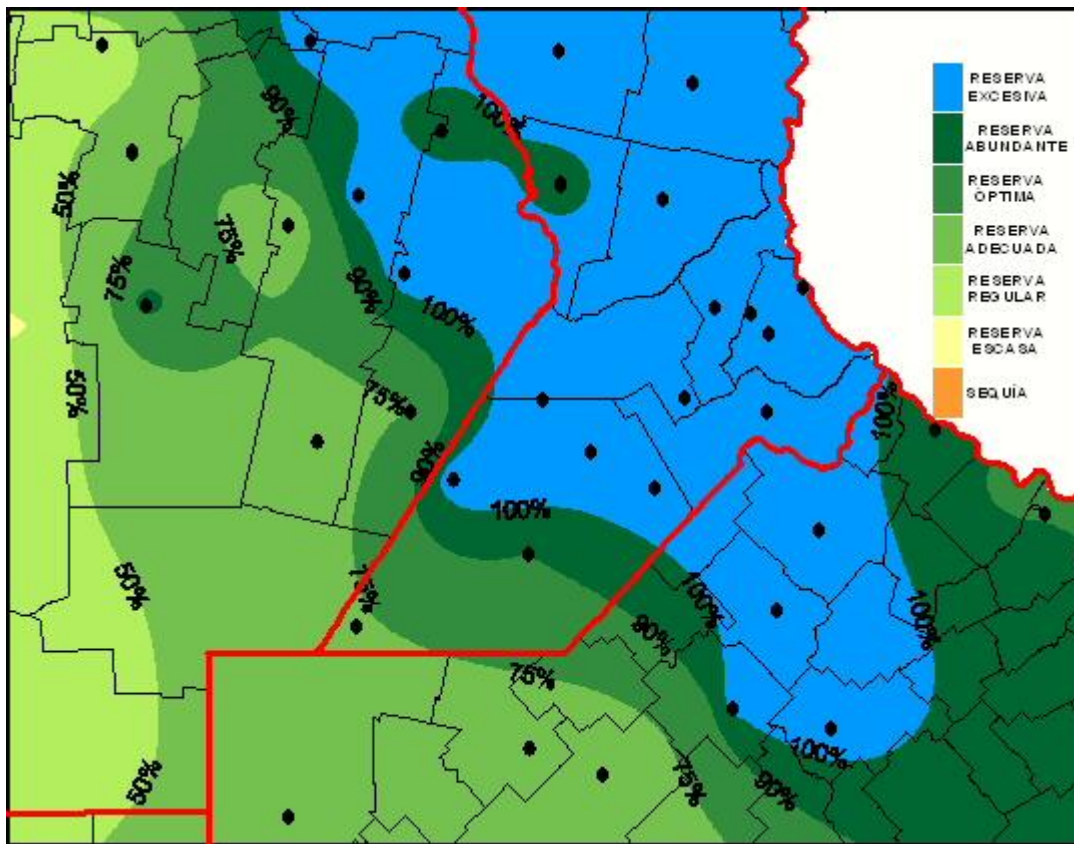 90%
100%
50%
75%
75%
90%
100%
50%
75%
90%
100%
100%
75%
50%
100%
90%
100%
75%
100%
75%
90%
50%
RESERVA
EXCESIVA
RESERVA
ABUNDANTE
RESERVA
ÓPTIMA
RESERVA
ADECUADA
RESERVA
REGULAR
RESERVA
ESCASA
SEQUÍA